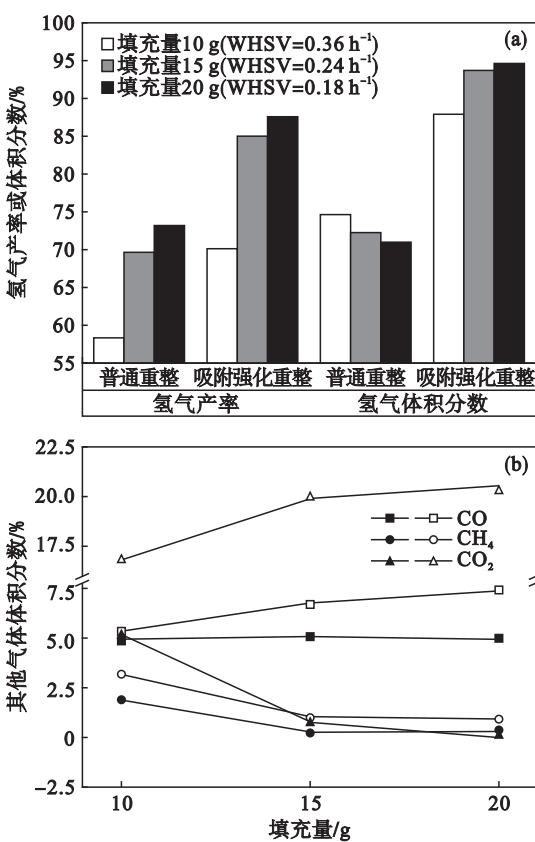 100
95
90
85
80
75
70
65
60
55
氢气产率或体积分数/%
(a)
填充量10 g(WHSV=0.36 h⁻¹)
填充量15 g(WHSV=0.24 h⁻¹)
填充量20 g(WHSV=0.18 h⁻¹)
普通重整 吸附强化重整 普通重整 吸附强化重整
氢气产率 氢气体积分数
22.5
20.0
17.5
7.5
5.0
2.5
0
-2.5
其他气体体积分数/%
(b)
CO
CH₄
CO₂
10 15 20
填充量/g